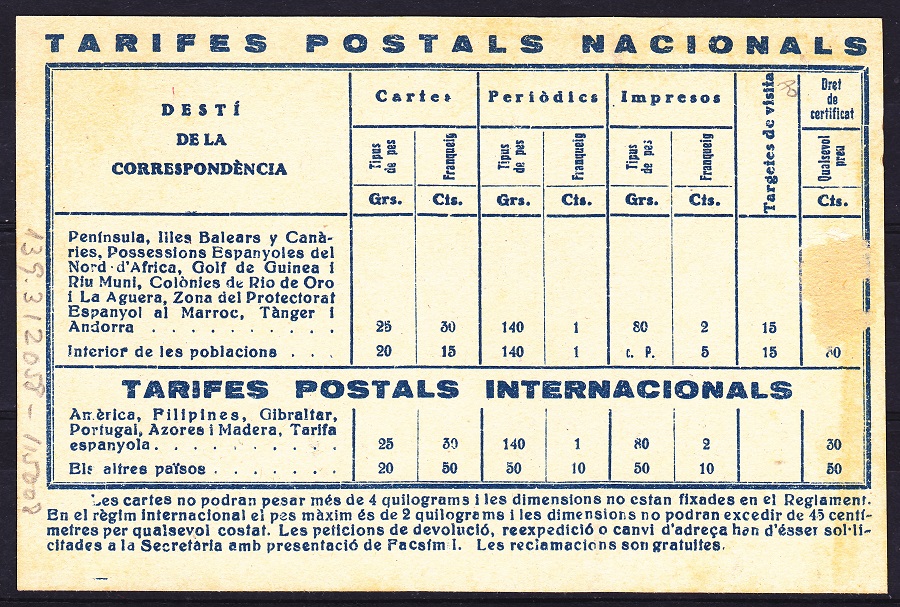 TARIFES POSTALS NACIONALS
DESTÍ
DE LA
CORRESPONDÈNCIA
Cartes
Periòdics
Impresos
Targetes de visita
Dret
de
certificat
Tipus
de pes
Franqueig
Tipus
de pes
Franqueig
Tipus
de pes
Franqueig
Qualsevol
preu
Grs. Cts. Grs. Cts. Grs. Cts. Cts.
Península, Illes Balears y Canà-
ries, Possessions Espanyoles del
Nord d'Africa, Golf de Guinea i
Riu Muni, Colònies de Rio de Oro
i La Aguera, Zona del Protectorat
Espanyol al Marroc, Tànger i
Andorra . . . . . . . . . . 25 30 140 1 80 2 15
Interior de les poblacions . . . 20 15 140 1 c. P. 5 15 30
TARIFES POSTALS INTERNACIONALS
Amèrica, Filipines, Gibraltar,
Portugal, Azores i Madera, Tarifa
espanyola . . . . . . . . . 25 30 140 1 80 2 30
Els altres països . . . . . . . 20 50 50 10 50 10 50
Les cartes no podran pesar més de 4 quilograms i les dimensions no estan fixades en el Reglament.
En el règim internacional el pes màxim és de 2 quilograms i les dimensions no podran excedir de 45 centí-
metres per qualsevol costat. Les peticions de devolució, reexpedició o canvi d'adreça han d'ésser sol·li-
citades a la Secretària amb presentació de Facsím I. Les reclamacions son gratuites.